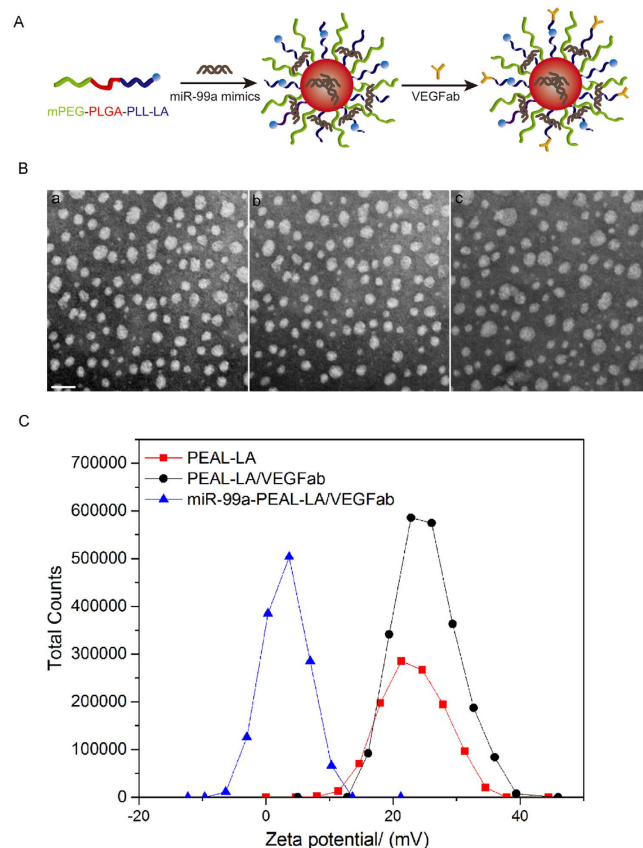 A
miR-99a mimics
VEGFab
mPEG-PLGA-PLL-LA
B
a
b
c
C
PEAL-LA
PEAL-LA/VEGFab
miR-99a-PEAL-LA/VEGFab
Total Counts
700000
600000
500000
400000
300000
200000
100000
0
-20
0
20
40
Zeta potential/ (mV)